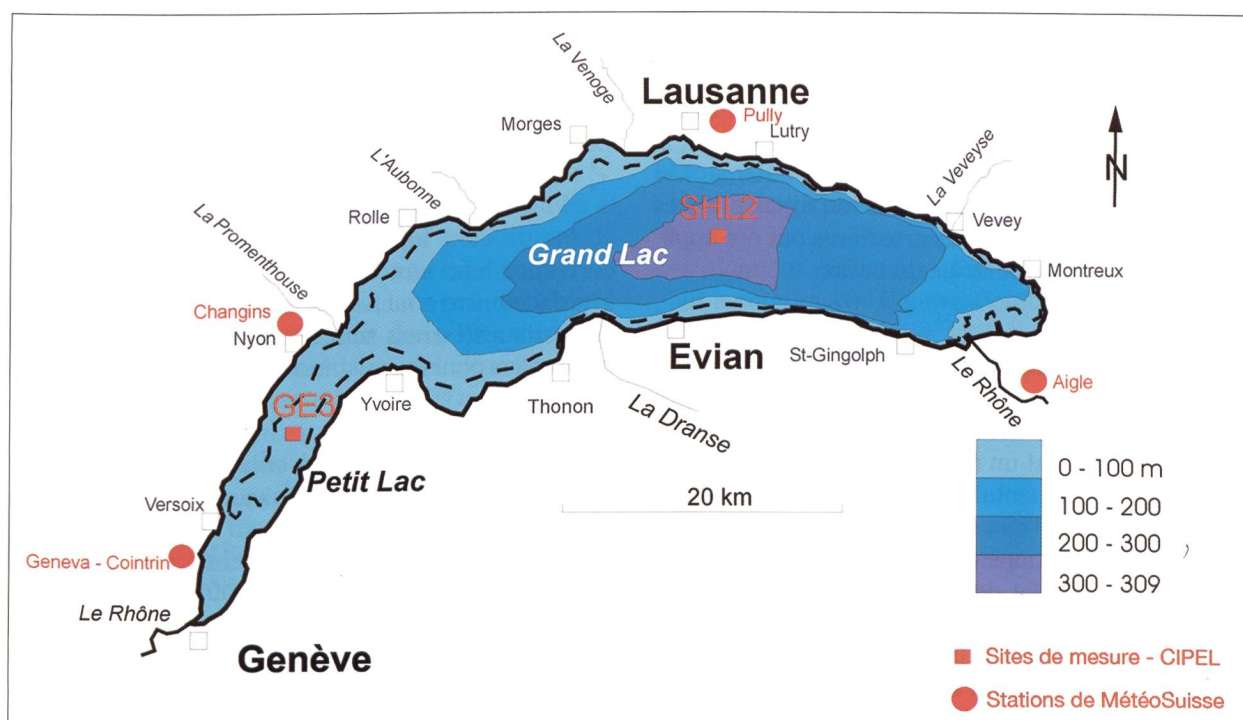 La Venoge
Lausanne
Pully
Morges
Lutry
N
L'Aubonne
La Veveyse
Rolle
SHL2
Vevey
La Promenthouse
Grand Lac
Montreux
Changins
Nyon
Evian
St-Gingolph
Le Rhône
Aigle
Yvoire
Thonon
La Dranse
GE3
Petit Lac
0 - 100 m
Versoix
20 km
100 - 200
200 - 300
Geneva - Cointrin
300 - 309
Le Rhône
Genève
Sites de mesure - CIPEL
Stations de MétéoSuisse